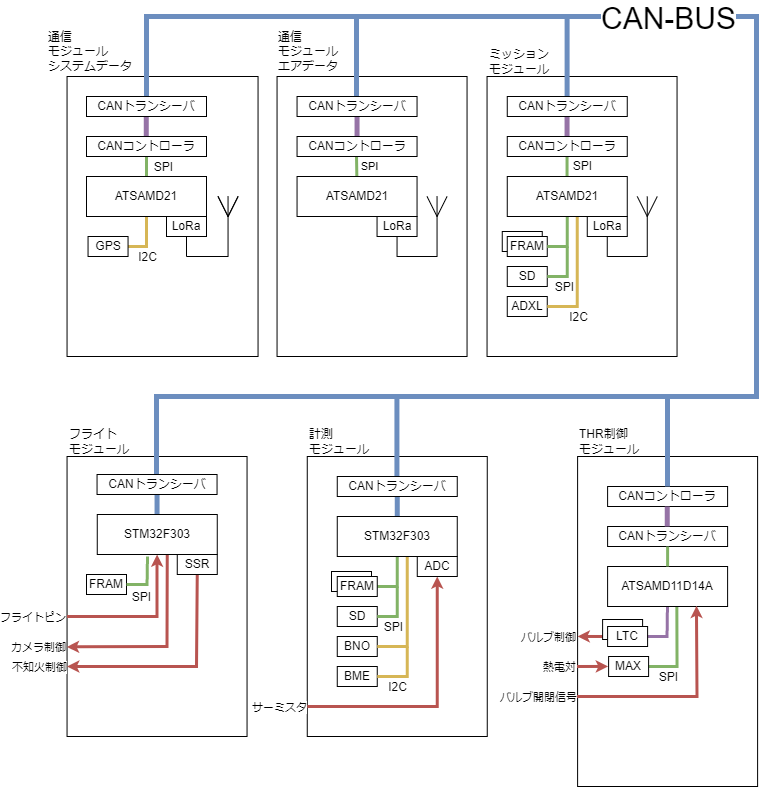 CAN-BUS
通信
モジュール
システムデータ
CANトランシーバ
CANコントローラ
SPI
ATSAMD21
LoRa
GPS
I2C
通信
モジュール
エアデータ
CANトランシーバ
CANコントローラ
SPI
ATSAMD21
LoRa
ミッション
モジュール
CANトランシーバ
CANコントローラ
SPI
ATSAMD21
LoRa
FRAM
SD
SPI
ADXL
I2C
フライト
モジュール
CANトランシーバ
STM32F303
SSR
FRAM
SPI
フライトピン
カメラ制御
不知火制御
計測
モジュール
CANトランシーバ
STM32F303
ADC
FRAM
SD
SPI
BNO
BME
I2C
サーミスタ
THR制御
モジュール
CANコントローラ
CANトランシーバ
ATSAMD11D14A
LTC
バルブ制御
MAX
熱電対
SPI
バルブ開閉信号